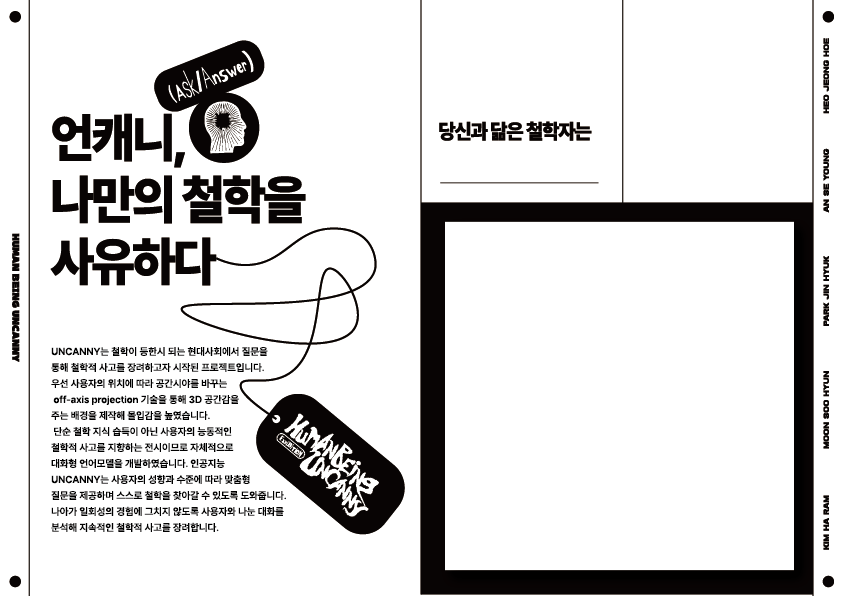 (Ask/Answer)
언캐니,
나만의 철학을
사유하다
UNCANNY는 철학이 등한시 되는 현대사회에서 질문을
통해 철학적 사고를 장려하고자 시작된 프로젝트입니다.
우선 사용자의 위치에 따라 공간시야를 바꾸는
off-axis projection 기술을 통해 3D 공간감을
주는 배경을 제작해 몰입감을 높였습니다.
단순 철학 지식 습득이 아닌 사용자의 능동적인
철학적 사고를 지향하는 전시이므로 자체적으로
대화형 언어모델을 개발하였습니다. 인공지능
UNCANNY는 사용자의 성향과 수준에 따라 맞춤형
질문을 제공하며 스스로 철학을 찾아갈 수 있도록 도와줍니다.
나아가 일회성의 경험에 그치지 않도록 사용자와 나눈 대화를
분석해 지속적인 철학적 사고를 장려합니다.
HUMAN BEING
UNCANNY
HUMAN BEING UNCANNY
당신과 닮은 철학자는
HEO JEONG HOE
AN SE YOUNG
PARK JIN HYUK
MOON SOO HYUN
KIM HA RAM